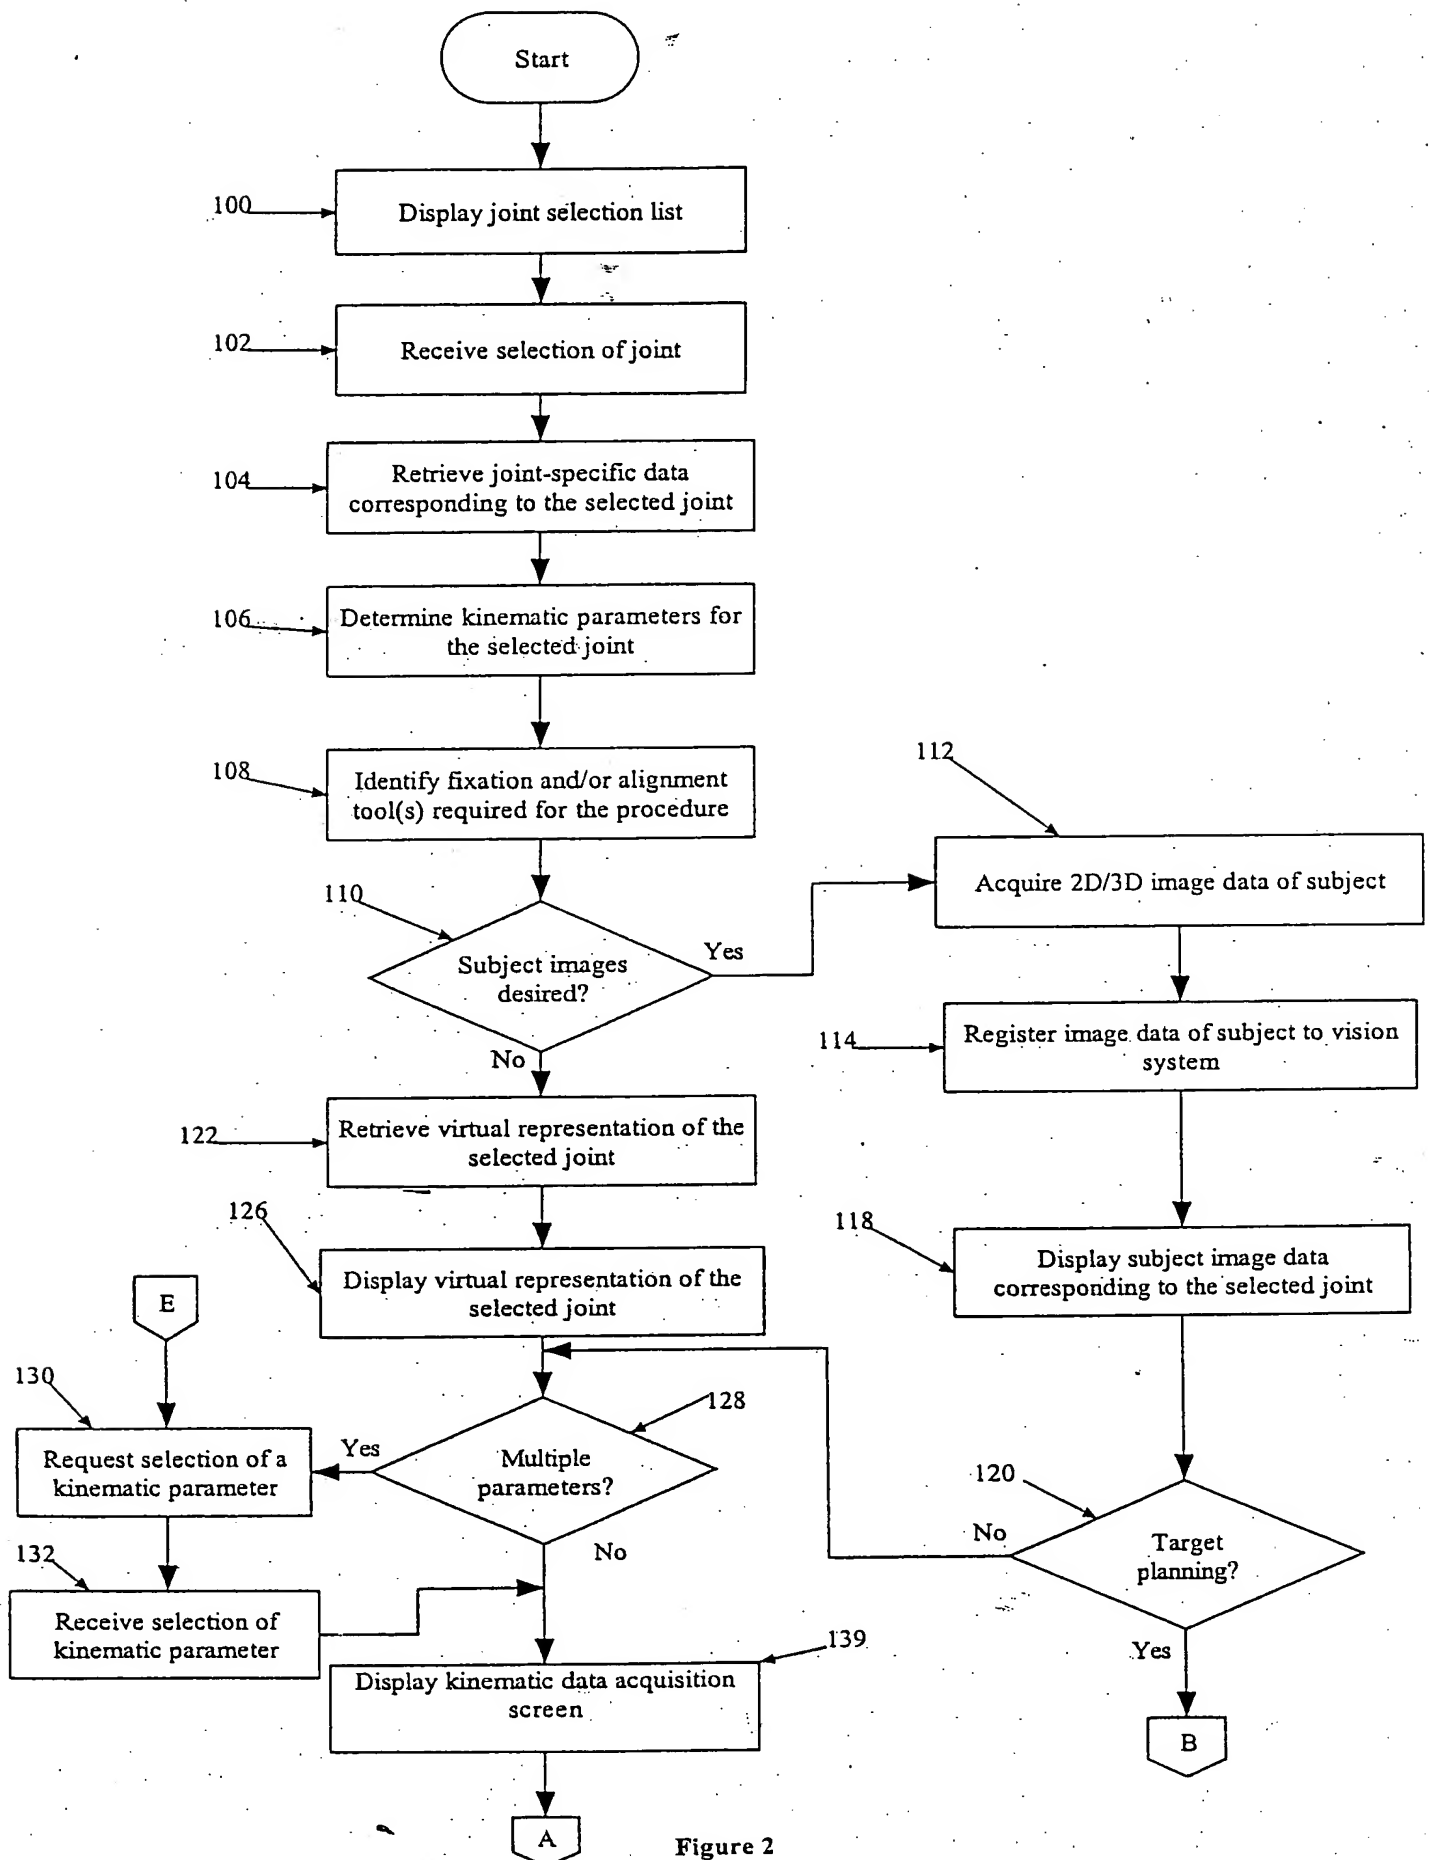 Start
100
Display joint selection list
102
Receive selection of joint
104
Retrieve joint-specific data
corresponding to the selected joint
106
Determine kinematic parameters for
the selected joint
108
Identify fixation and/or alignment
tool(s) required for the procedure
112
Acquire 2D/3D image data of subject
110
Subject images
desired?
Yes
No
114
Register image data of subject to vision
system
122
Retrieve virtual representation of the
selected joint
126
Display virtual representation of the
selected joint
118
Display subject image data
corresponding to the selected joint
E
130
Request selection of a
kinematic parameter
Yes
128
Multiple
parameters?
No
120
Target
planning?
No
Yes
132
Receive selection of
kinematic parameter
139
Display kinematic data acquisition
screen
B
A
Figure 2